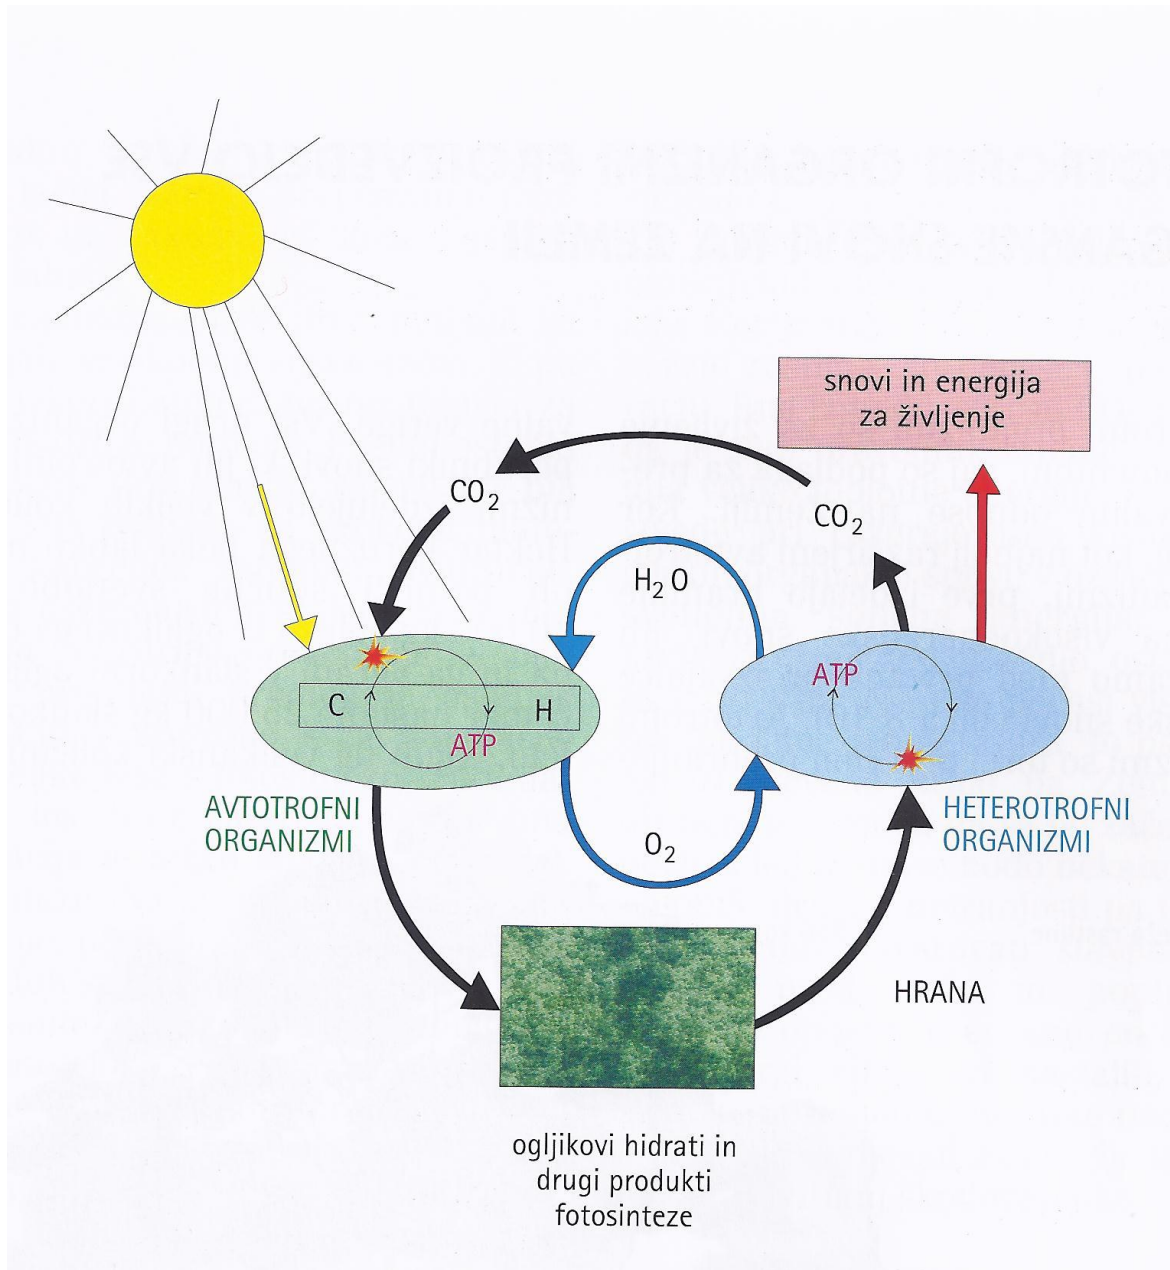 snovi in energija
za življenje
CO2
CO2
H2 O
ATP
C
H
ATP
AVTOTROFNI
ORGANIZMI
HETEROTROFNI
ORGANIZMI
O2
HRANA
ogljikovi hidrati in
drugi produkti
fotosinteze